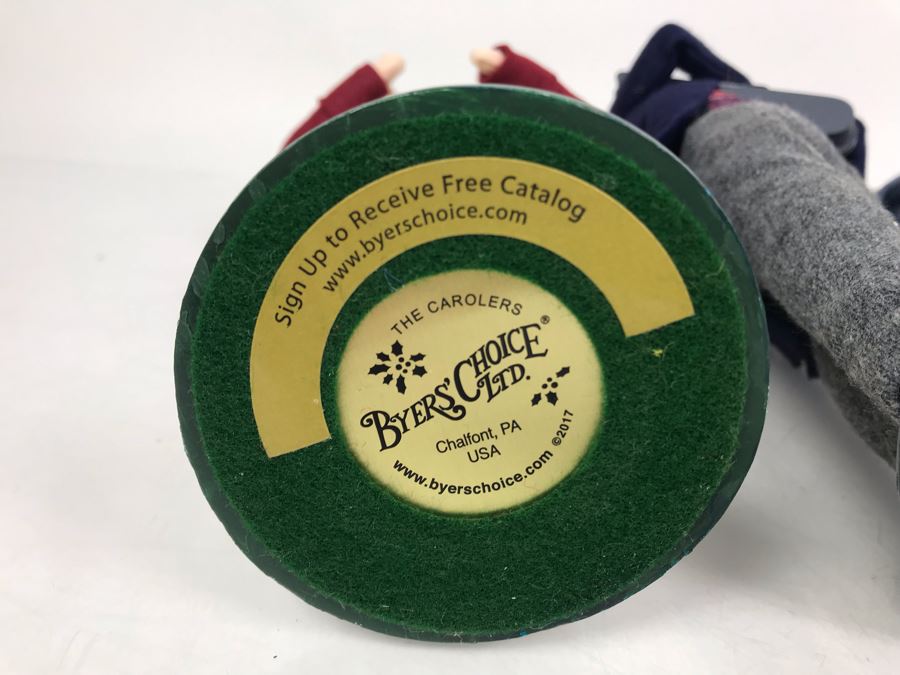 Sign Up to Receive Free Catalog
www.byerschoice.com
THE CAROLERS
BYERS' CHOICE®
LTD.
Chalfont, PA
USA
www.byerschoice.com ©2017